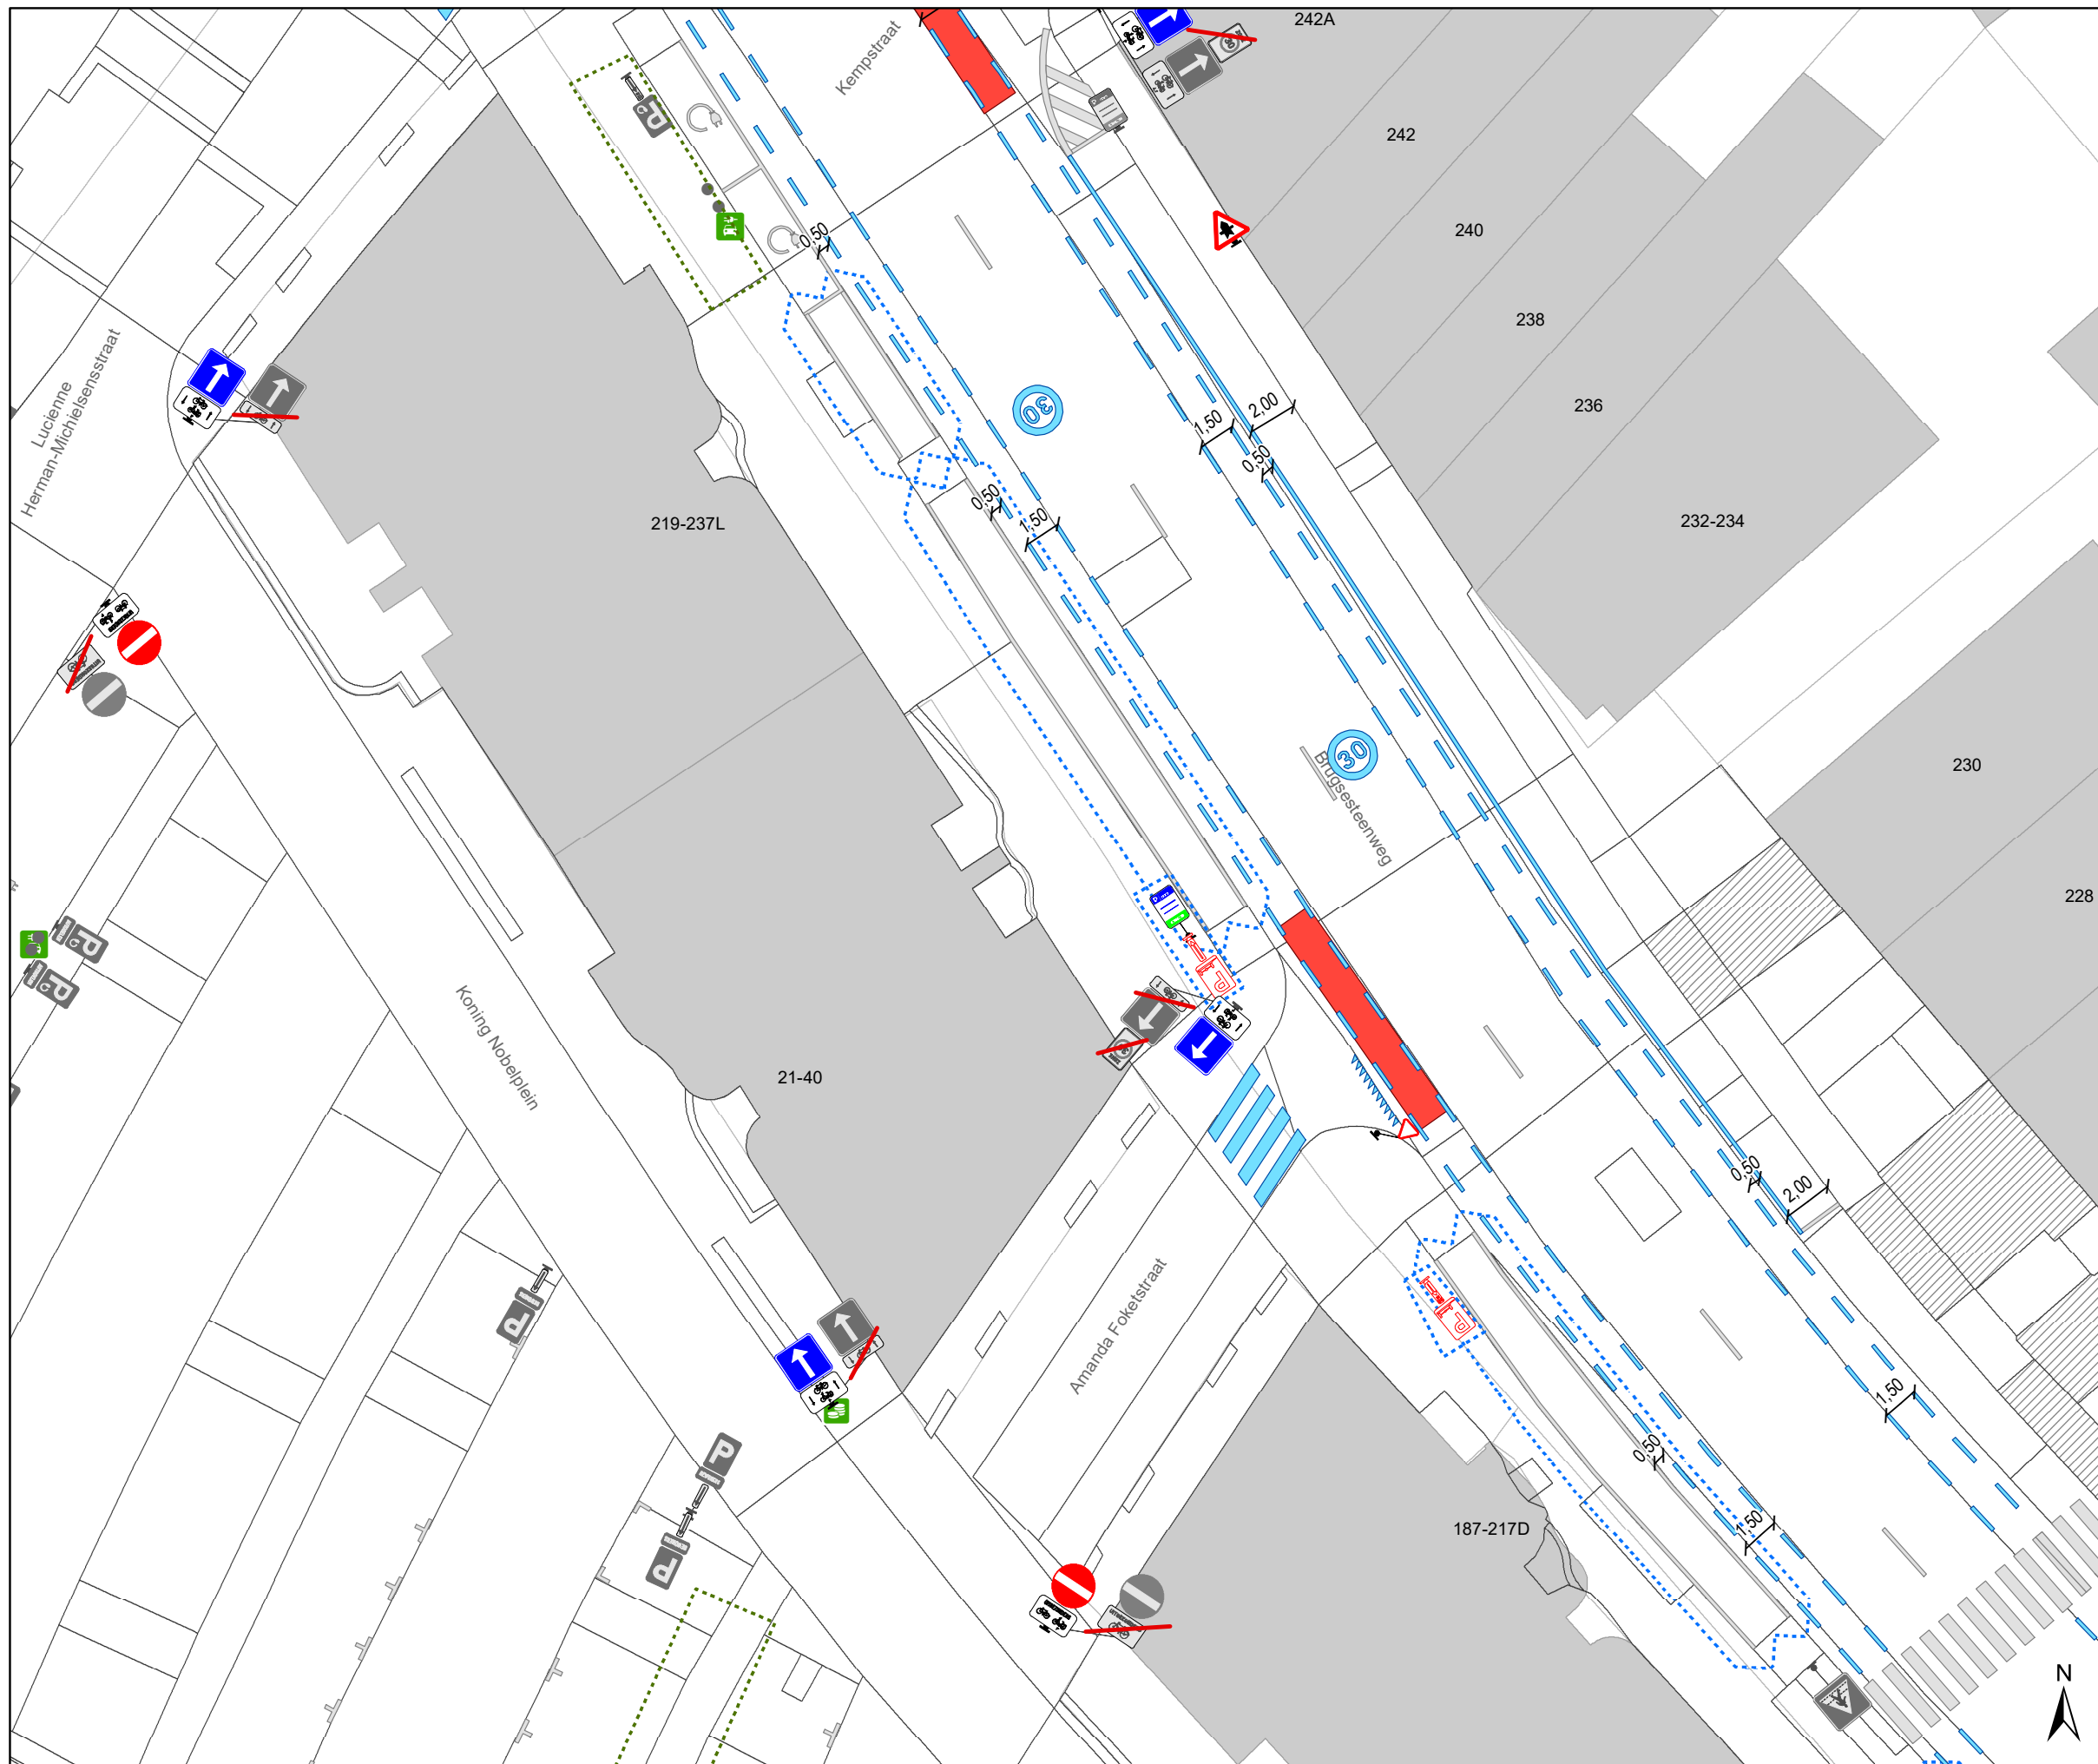 242A
Kempstraat
242
240
238
236
232-234
230
228
0,50
30
2,00
1,50
0,50
0,50
1,50
219-237L
Lucienne
Herman-Michielsensstraat
30
Brugsesteenweg
P
P
P
P
P
21-40
Koning Nobelplein
Amanda Foketstraat
0,50
2,00
1,50
0,50
1,50
187-217D
P
P
N